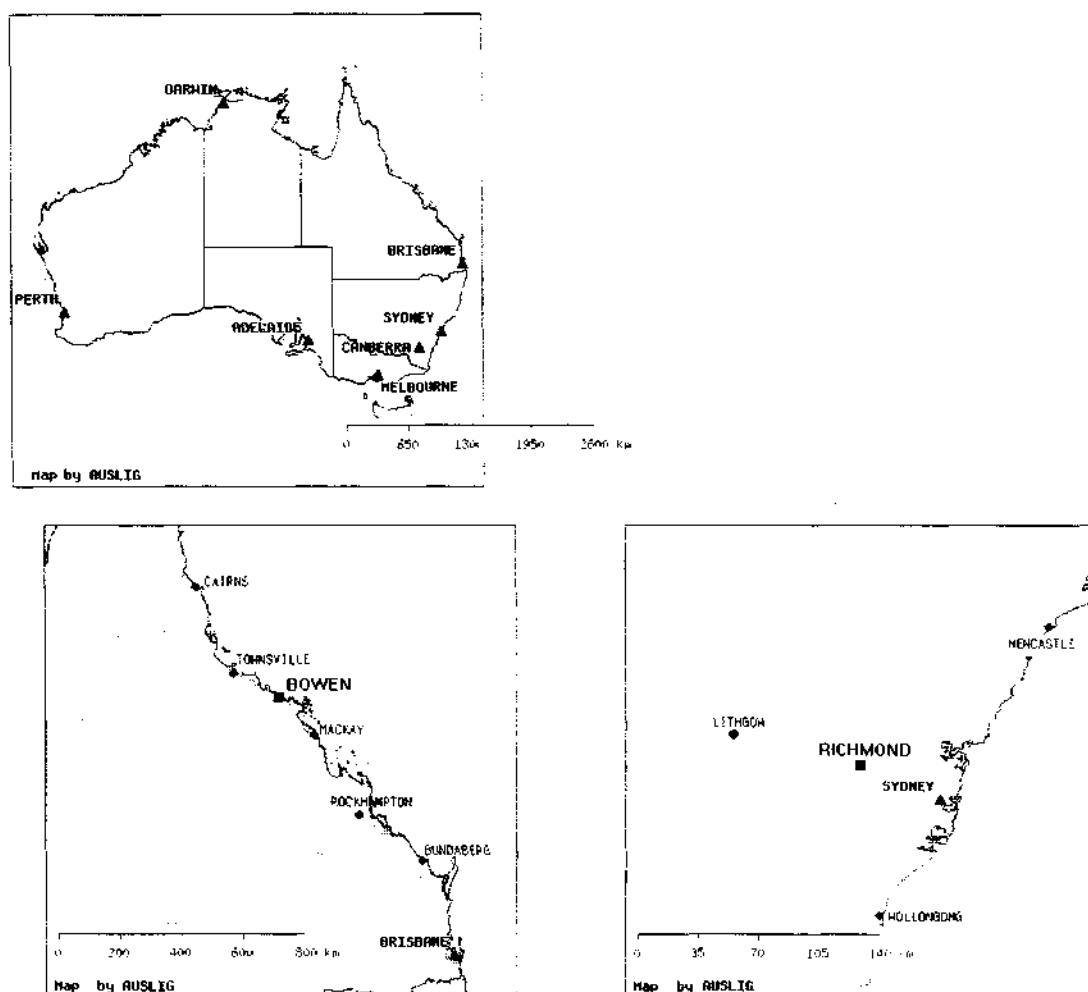 DARWIN
BRISBANE
PERTH
SYDNEY
ADELAIDE
CANBERRA
MELBOURNE
0 650 1300 1950 2600 km
Map by AUSLIG
CAIRNS
TOWNSVILLE
BOWEN
MACKAY
ROCKHAMPTON
BUNDABERG
BRISBANE
0 200 400 600 800 km
Map by AUSLIG
NEWCASTLE
LITHGOW
RICHMOND
SYDNEY
WOLLONGONG
0 35 70 105 140 km
Map by AUSLIG